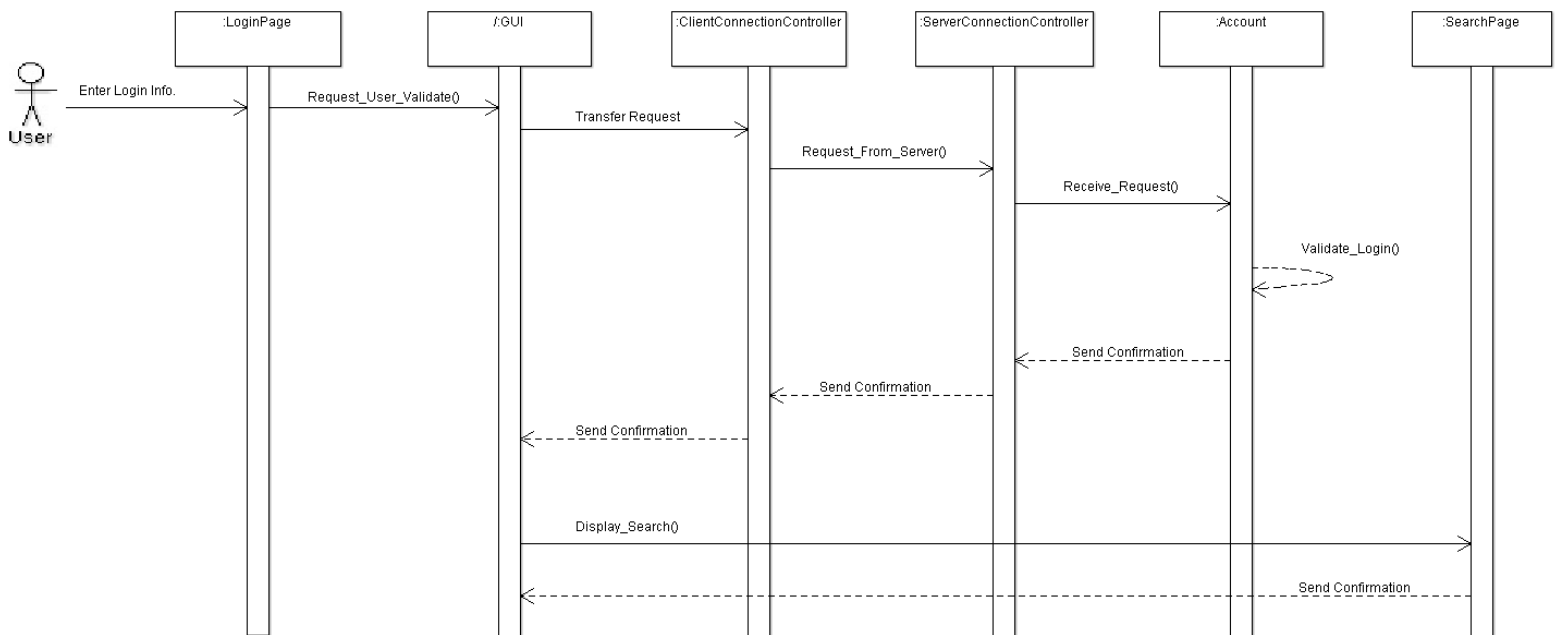 :LoginPage
/:GUI
:ClientConnectionController
:ServerConnectionController
:Account
:SearchPage
User
Enter Login Info.
Request_User_Validate()
Transfer Request
Request_From_Server()
Receive_Request()
Validate_Login()
Send Confirmation
Send Confirmation
Send Confirmation
Display_Search()
Send Confirmation